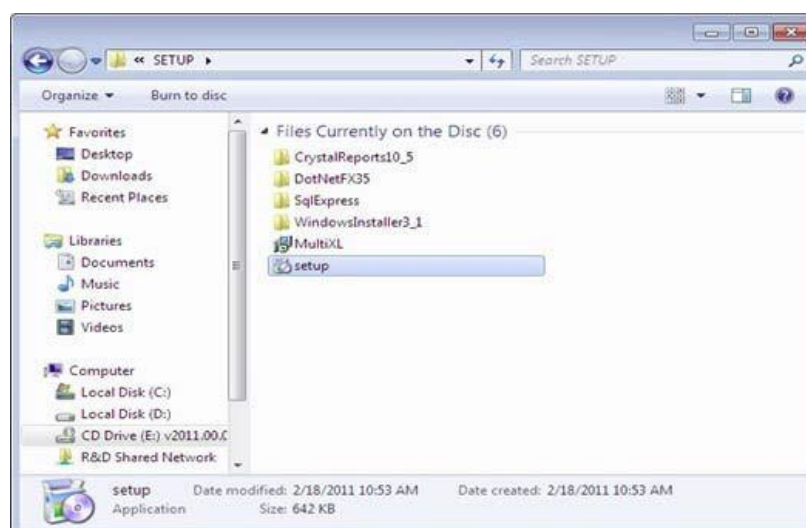 « SETUP
Search SETUP
Organize
Burn to disc
Favorites
Desktop
Downloads
Recent Places
Libraries
Documents
Music
Pictures
Videos
Computer
Local Disk (C:)
Local Disk (D:)
CD Drive (E:) v2011.00.0
R&D Shared Network
Files Currently on the Disc (6)
CrystalReports10_5
DotNetFX35
SqlExpress
WindowsInstaller3_1
MultiXL
setup
setup Date modified: 2/18/2011 10:53 AM Date created: 2/18/2011 10:53 AM
Application Size: 642 KB